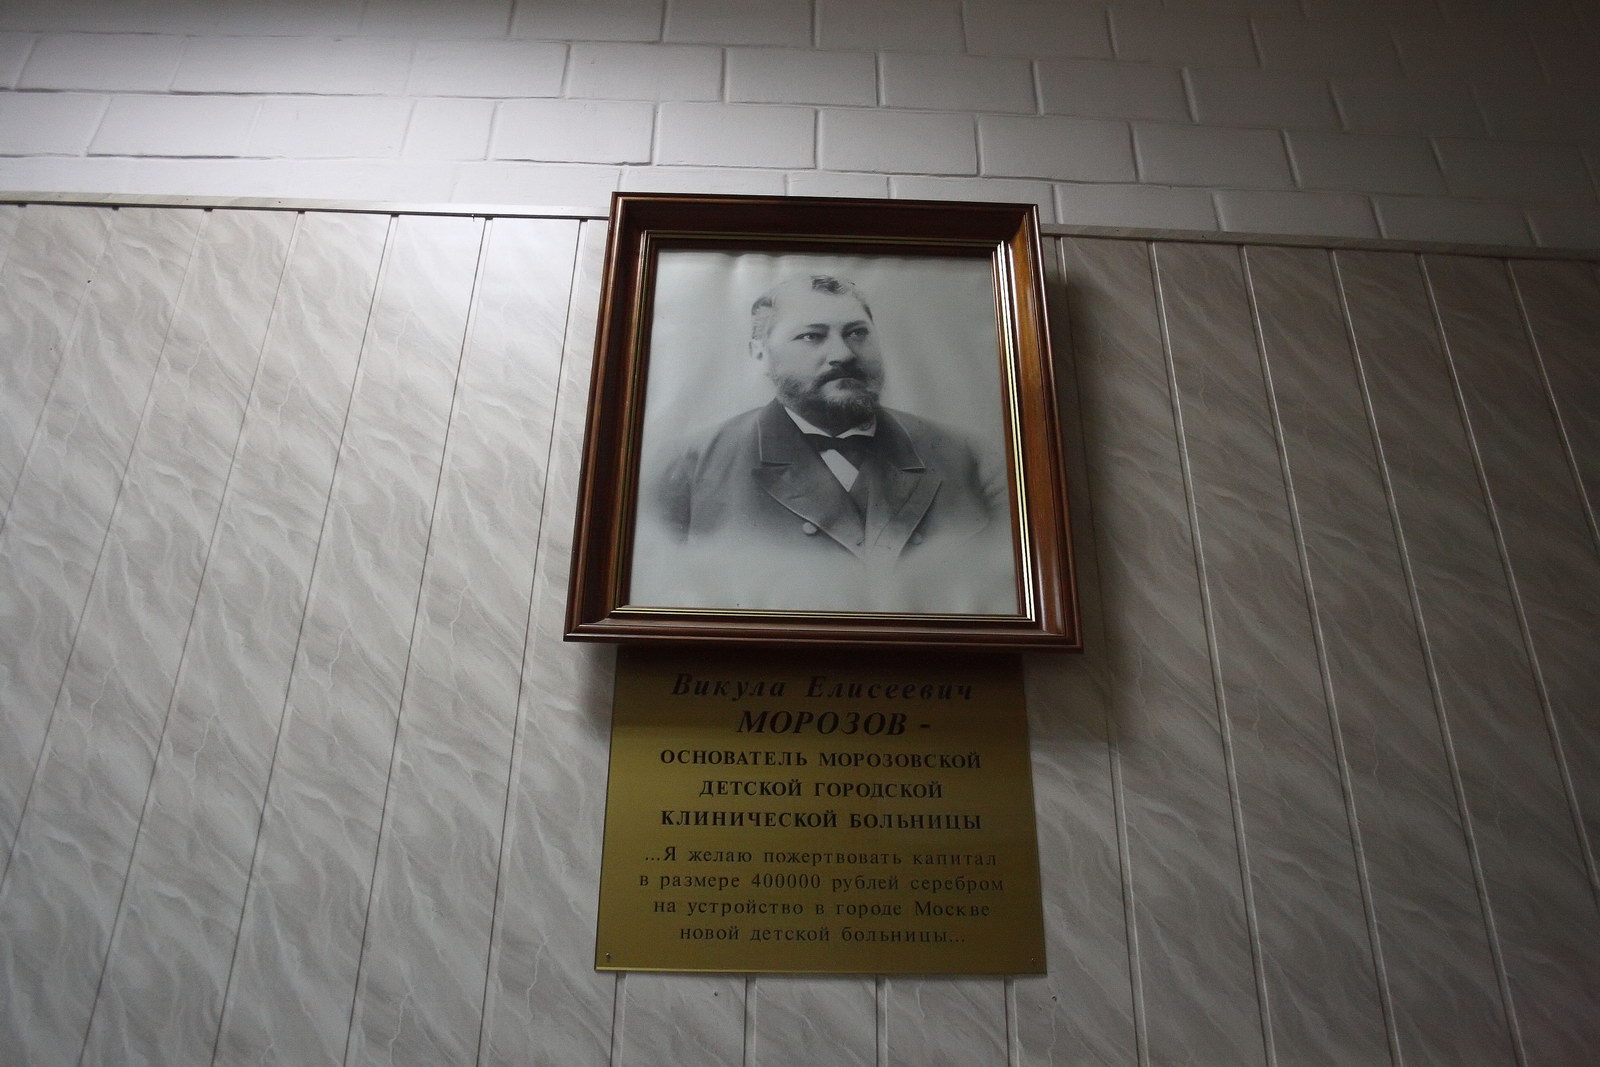 Викула Елисеевич
МОРОЗОВ -
ОСНОВАТЕЛЬ МОРОЗОВСКОЙ
ДЕТСКОЙ ГОРОДСКОЙ
КЛИНИЧЕСКОЙ БОЛЬНИЦЫ
...Я желаю пожертвовать капитал
в размере 400000 рублей серебром
на устройство в городе Москве
новой детской больницы...